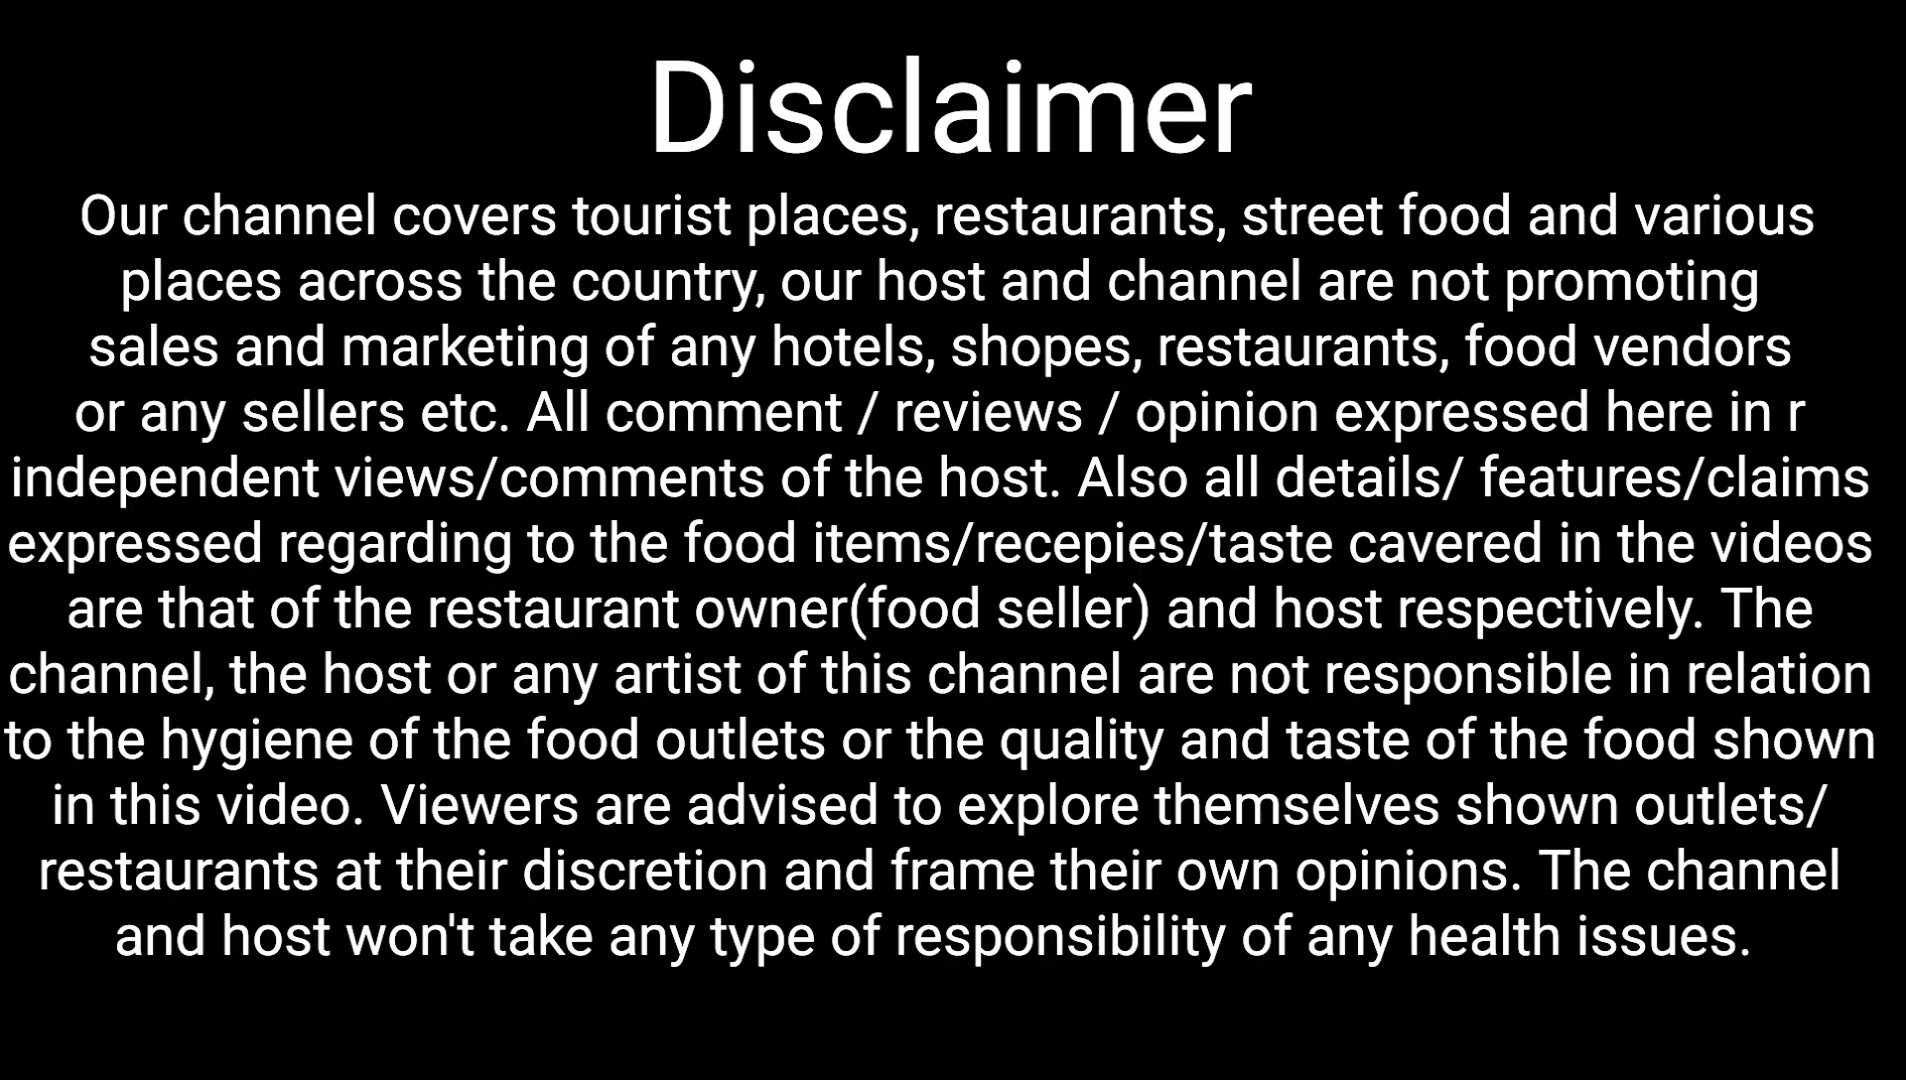 Disclaimer
Our channel covers tourist places, restaurants, street food and various
places across the country, our host and channel are not promoting
sales and marketing of any hotels, shopes, restaurants, food vendors
or any sellers etc. All comment / reviews / opinion expressed here in r
independent views/comments of the host. Also all details/ features/claims
expressed regarding to the food items/recepies/taste cavered in the videos
are that of the restaurant owner(food seller) and host respectively. The
channel, the host or any artist of this channel are not responsible in relation
to the hygiene of the food outlets or the quality and taste of the food shown
in this video. Viewers are advised to explore themselves shown outlets/
restaurants at their discretion and frame their own opinions. The channel
and host won't take any type of responsibility of any health issues.